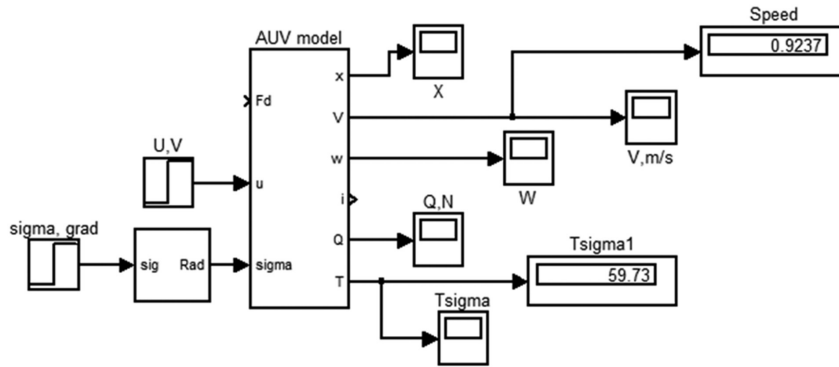 Speed
0.9237
AUV model
x
X
Fd
V
V,m/s
U,V
w
W
u
i
Q,N
sigma, grad
Q
Tsigma1
sig
Rad
sigma
59.73
T
Tsigma